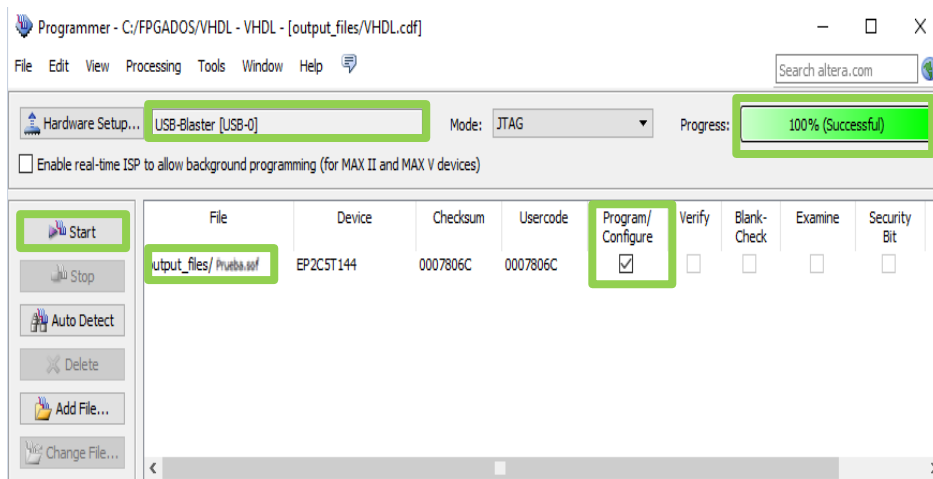 Programmer - C:/FPGADOS/VHDL - VHDL - [output_files/VHDL.cdf]
File Edit View Processing Tools Window Help
Search altera.com
Hardware Setup... USB-Blaster [USB-0] Mode: JTAG Progress: 100% (Successful)
Enable real-time ISP to allow background programming (for MAX II and MAX V devices)
Start
Stop
Auto Detect
Delete
Add File...
Change File...
File Device Checksum Usercode Program/ Verify Blank- Examine Security
Configure Check Bit
output_files/ Prueba.sof EP2C5T144 0007806C 0007806C